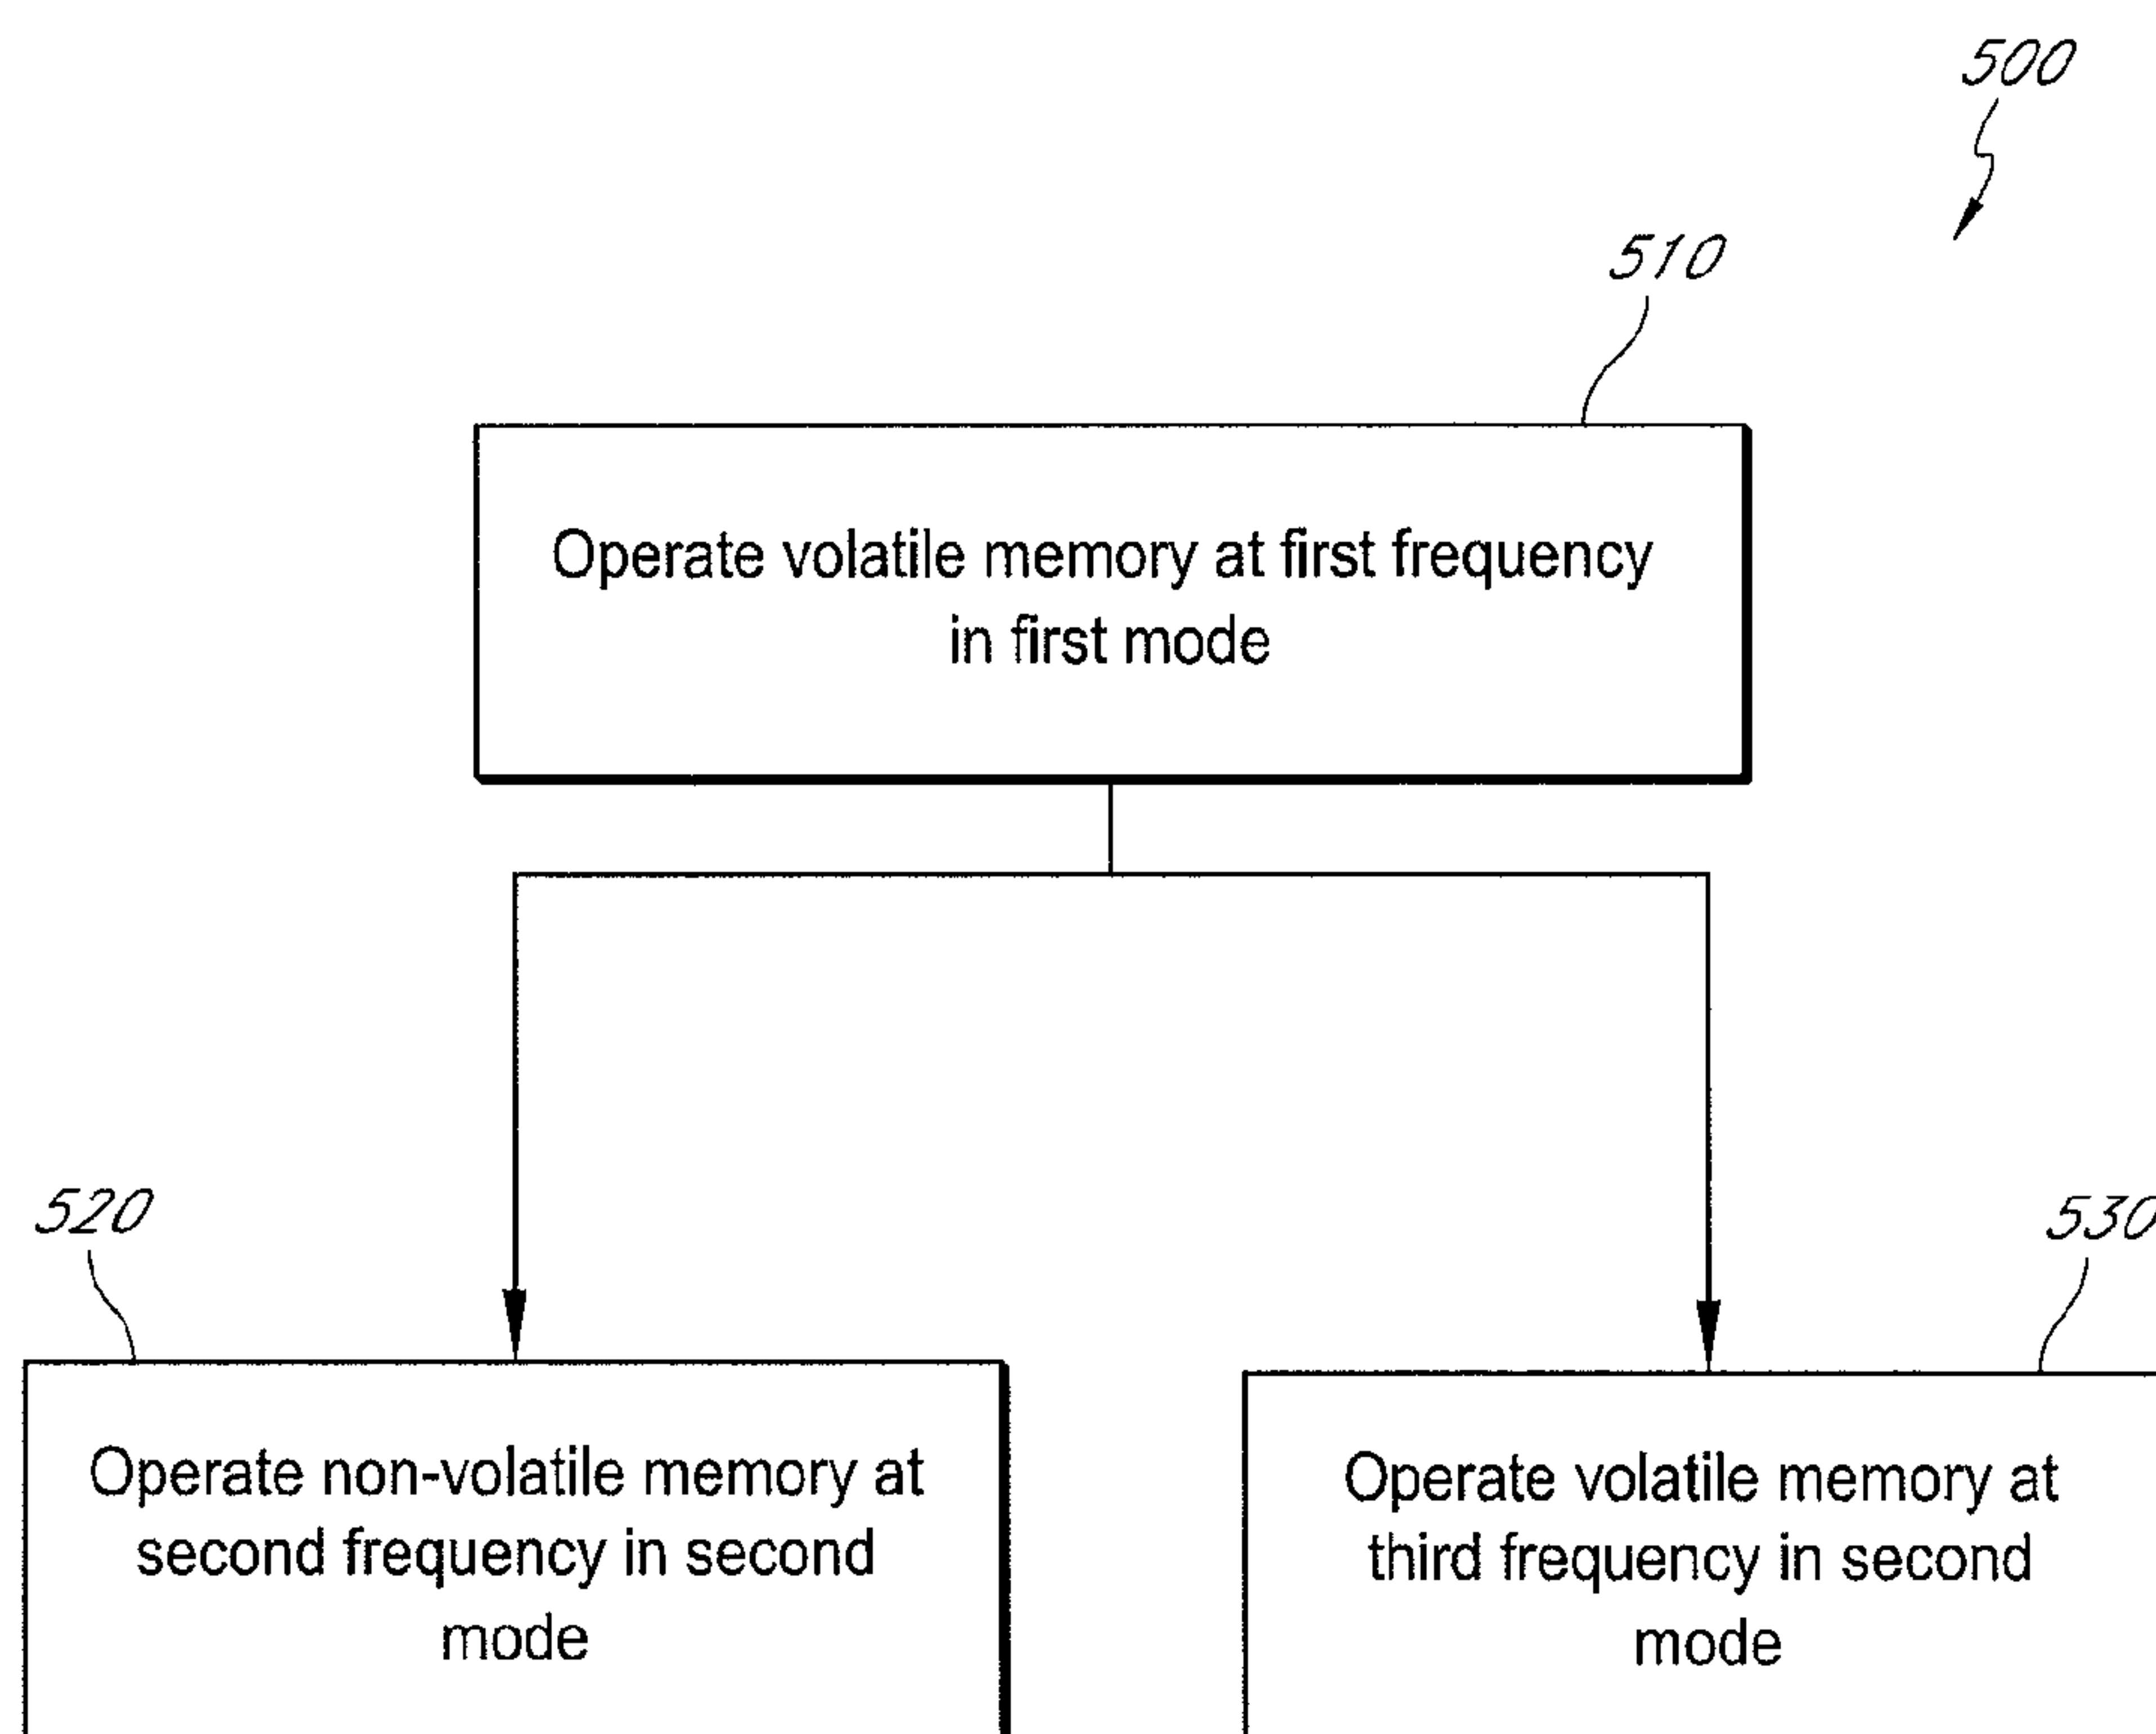 500
510
Operate volatile memory at first frequency
in first mode
520
530
Operate non-volatile memory at
second frequency in second
mode
Operate volatile memory at
third frequency in second
mode